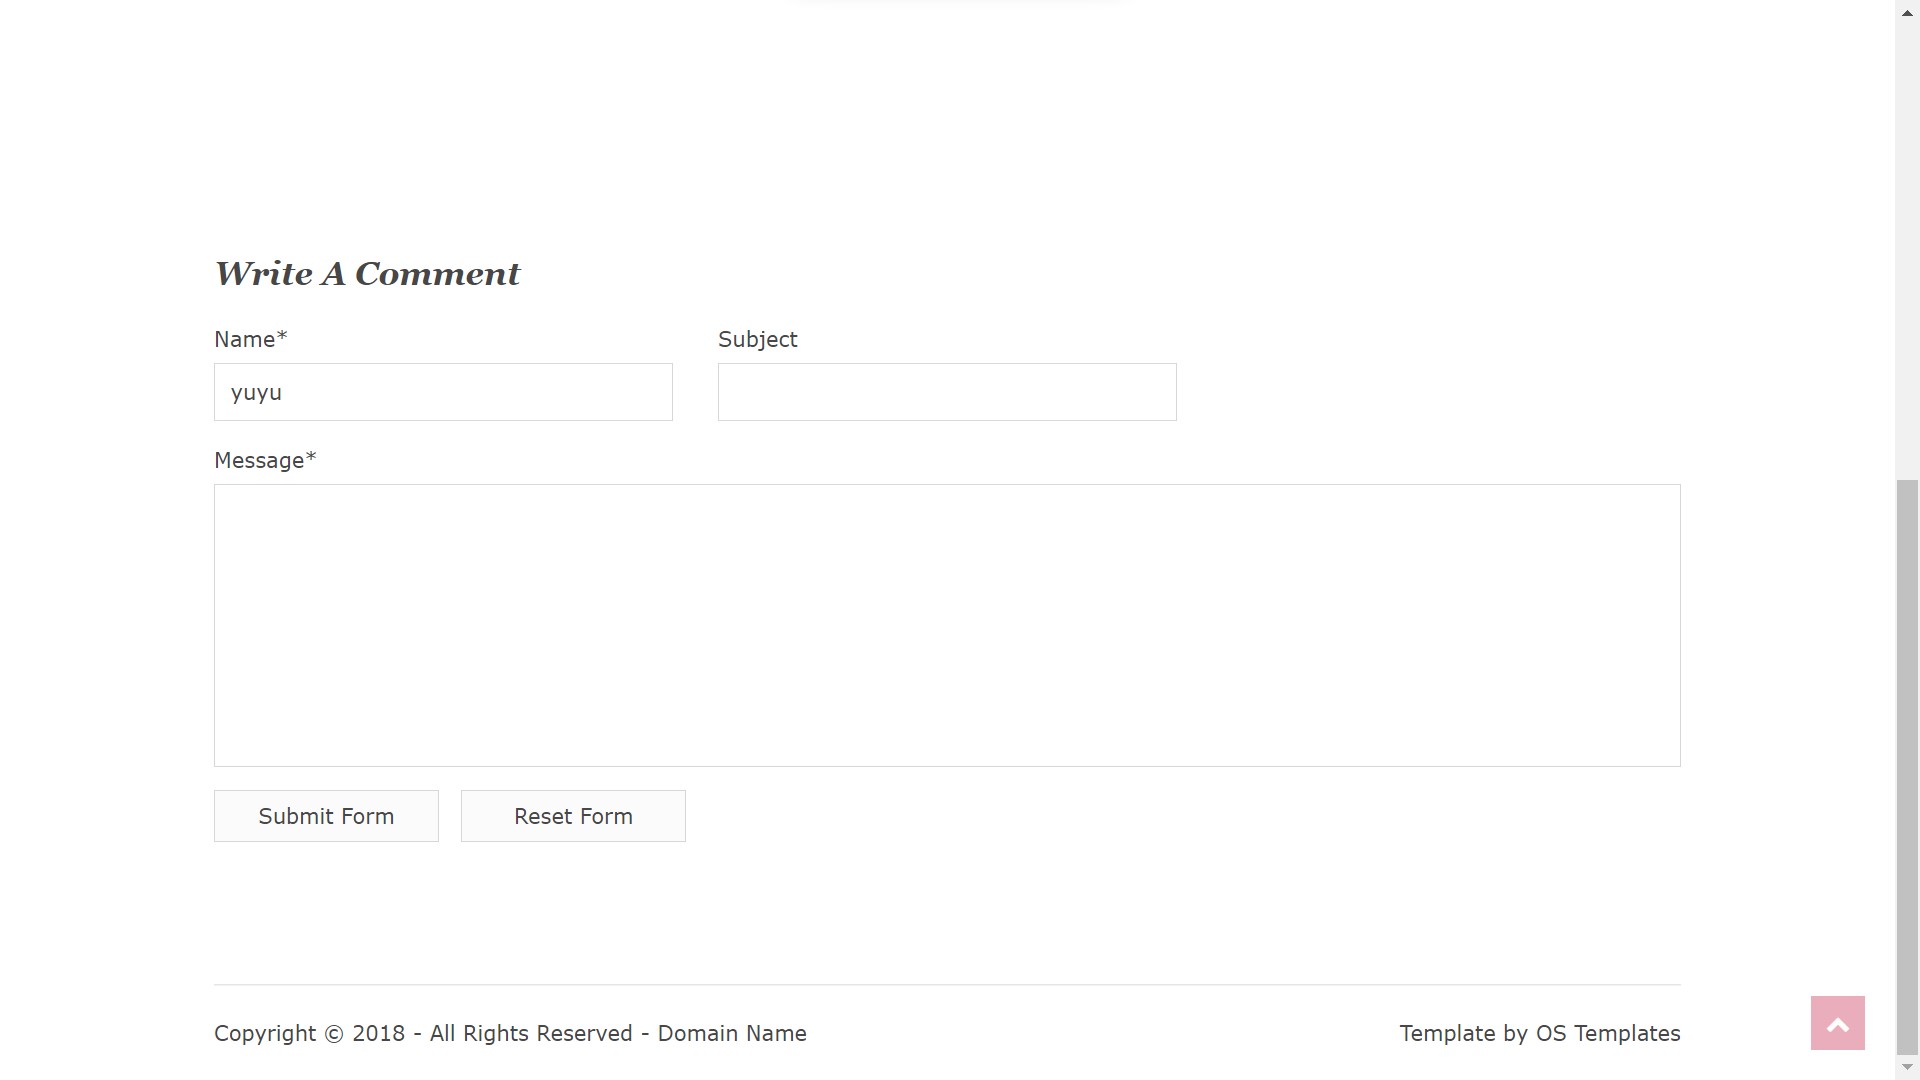 Write A Comment
Name*
Subject
yuyu
Message*
Submit Form
Reset Form
Copyright © 2018 - All Rights Reserved - Domain Name
Template by OS Templates